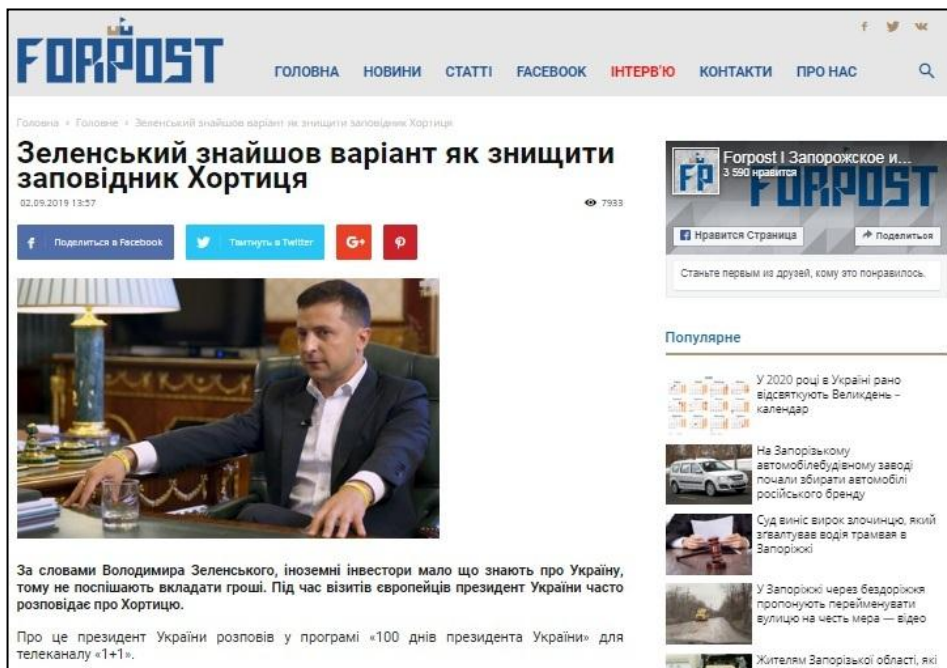 FORPOST
ГОЛОВНА НОВИНИ СТАТТІ FACEBOOK ІНТЕРВ'Ю КОНТАКТИ ПРО НАС
Головна › Головне › Зеленський знайшов варіант як знищити заповідник Хортиця
Зеленський знайшов варіант як знищити
заповідник Хортиця
02.09.2019 13:57
7933
Поделиться в Facebook
Твитнуть в Twitter
G+
За словами Володимира Зеленського, іноземні інвестори мало що знають про Україну,
тому не поспішають вкладати гроші. Під час візитів європейців президент України часто
розповідає про Хортицю.
Про це президент України розповів у програмі «100 днів президента України» для
телеканалу «1+1».
FP
Forpost | Запорожское и...
3 590 нравится
FORPOST
Нравится Страница
Поделиться
Станьте первым из друзей, кому это понравилось.
Популярне
У 2020 році в Україні рано
відсвяткують Великдень –
календар
На Запорізькому
автомобілебудівному заводі
почали збирати автомобілі
російського бренду
Суд виніс вирок злочинцю, який
зґвалтував водія трамвая в
Запоріжжі
У Запоріжжі через бездоріжжя
пропонують перейменувати
вулицю на честь мера — відео
Жителям Запорізької області, які